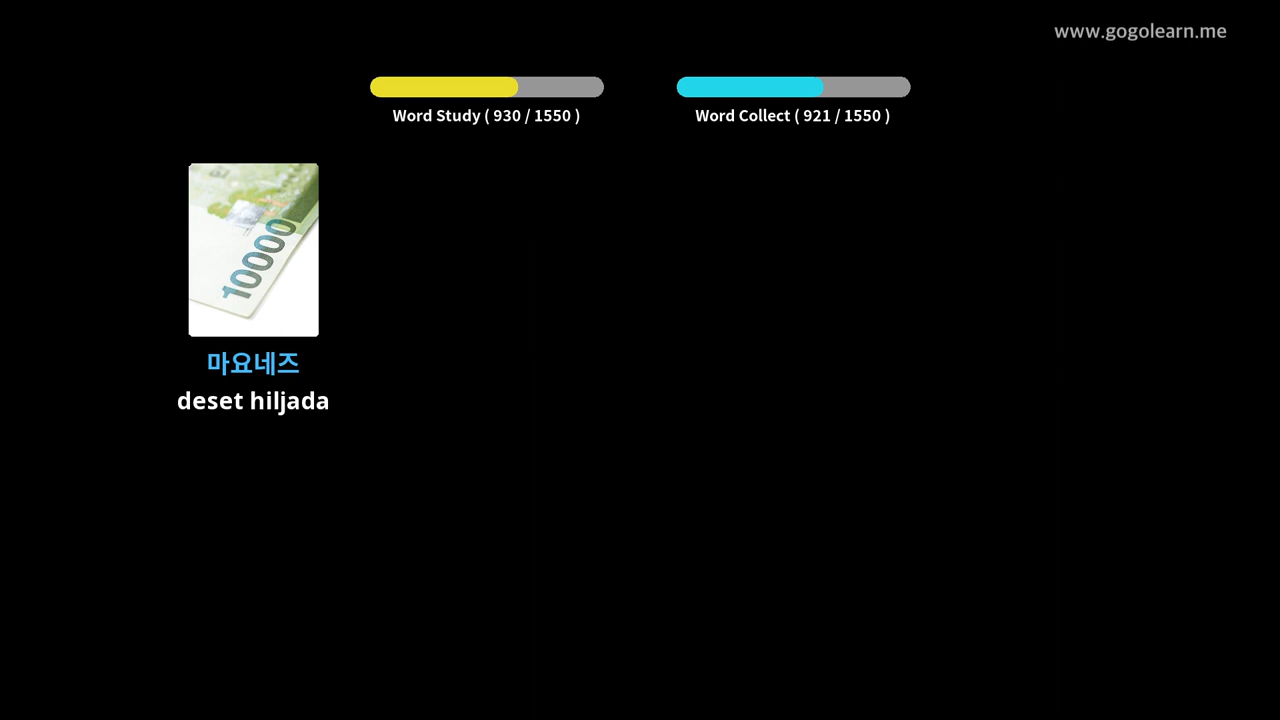 www.gogolearn.me
Word Study ( 930 / 1550 )
Word Collect ( 921 / 1550 )
10000
마요네즈
deset hiljada